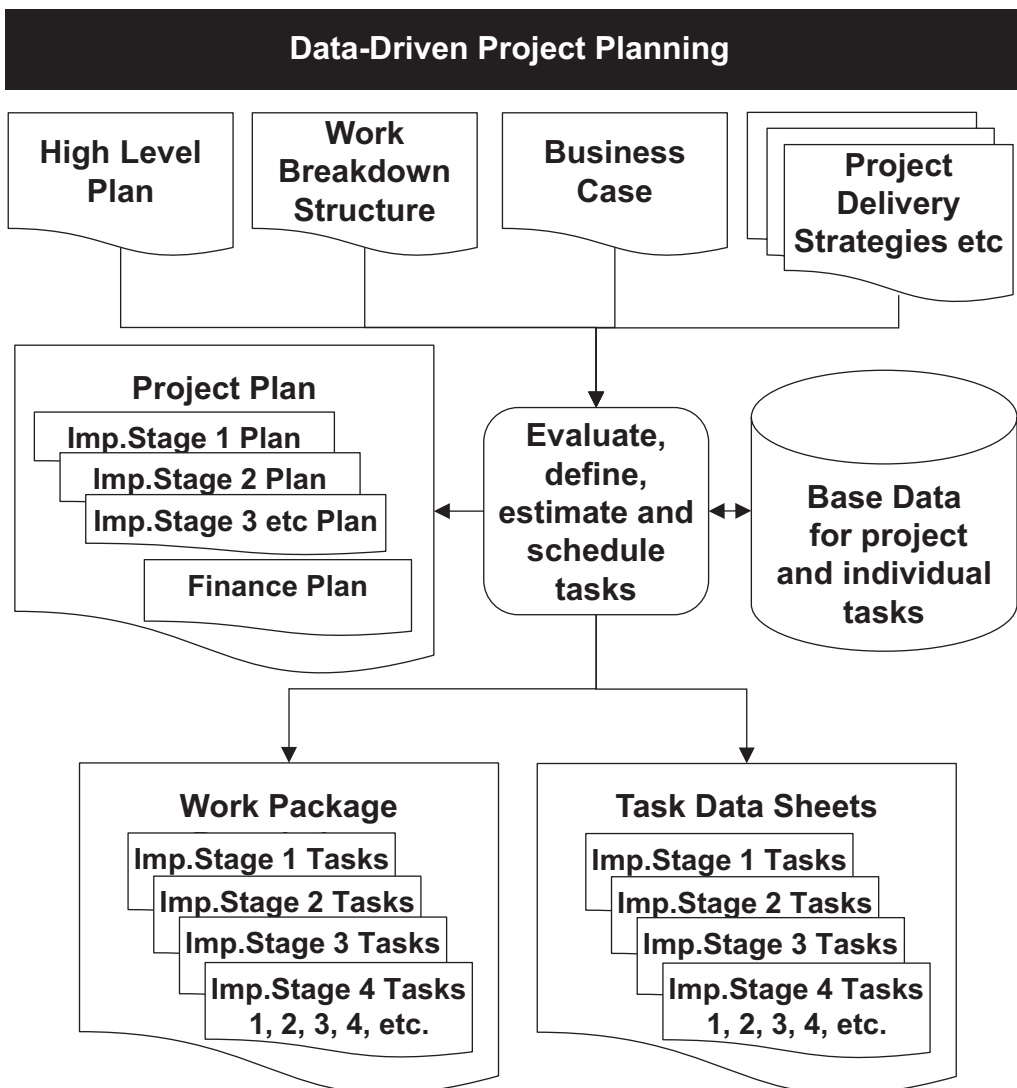 Data-Driven Project Planning
High Level
Plan
Work
Breakdown
Structure
Business
Case
Project
Delivery
Strategies etc
Project Plan
Imp.Stage 1 Plan
Imp.Stage 2 Plan
Imp.Stage 3 etc Plan
Finance Plan
Evaluate,
define,
estimate and
schedule
tasks
Base Data
for project
and individual
tasks
Work Package
Imp.Stage 1 Tasks
Imp.Stage 2 Tasks
Imp.Stage 3 Tasks
Imp.Stage 4 Tasks
1, 2, 3, 4, etc.
Task Data Sheets
Imp.Stage 1 Tasks
Imp.Stage 2 Tasks
Imp.Stage 3 Tasks
Imp.Stage 4 Tasks
1, 2, 3, 4, etc.